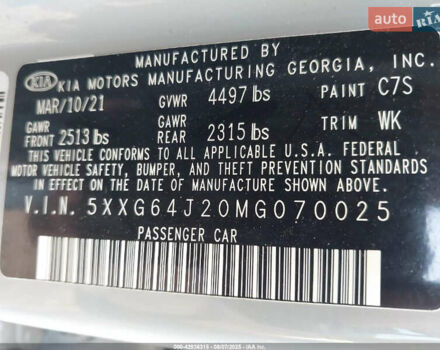 MANUFACTURED BY
KIA KIA MOTORS MANUFACTURING GEORGIA, INC.
MAR/10/21 GVWR 4497 lbs PAINT C7S
GAWR FRONT 2513 lbs GAWR REAR 2315 lbs TRIM WK
THIS VEHICLE CONFORMS TO ALL APPLICABLE FEDERAL
MOTOR VEHICLE SAFETY, BUMPER, AND THEFT PREVENTION STANDARDS
IN EFFECT ON THE DATE OF MANUFACTURE SHOWN ABOVE.
V.I.N. 5XXG64J20MG070025
PASSENGER CAR
AUTO RIA